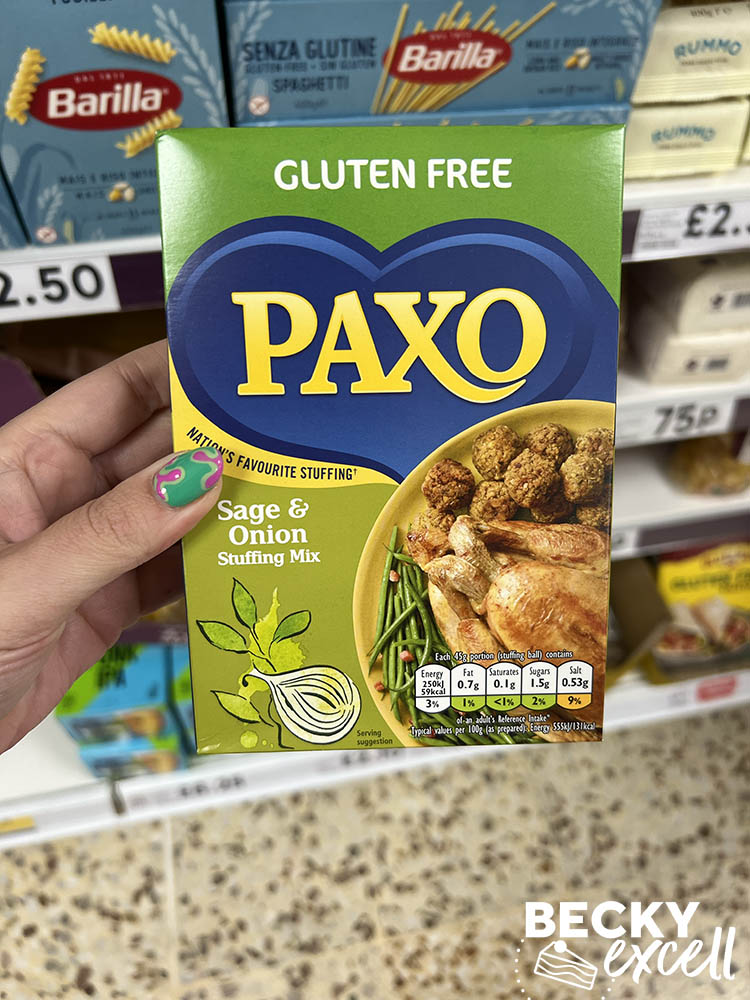 Barilla
SENZA GLUTINE
SPAGHETTI
Barilla
RUMMO
RUMMO
£2.
2.50
75P
GLUTEN FREE
PAXO
NATION'S FAVOURITE STUFFING†
Sage &
Onion
Stuffing Mix
Each 45g portion (stuffing ball) contains
Energy Fat Saturates Sugars Salt
250kJ 0.7g 0.1g 1.5g 0.53g
59kcal
3% 1% <1% 2% 9%
of an adult's Reference Intake*
Typical values per 100g (as prepared): Energy 555kJ/131kcal
Serving
suggestion
BECKY
excell